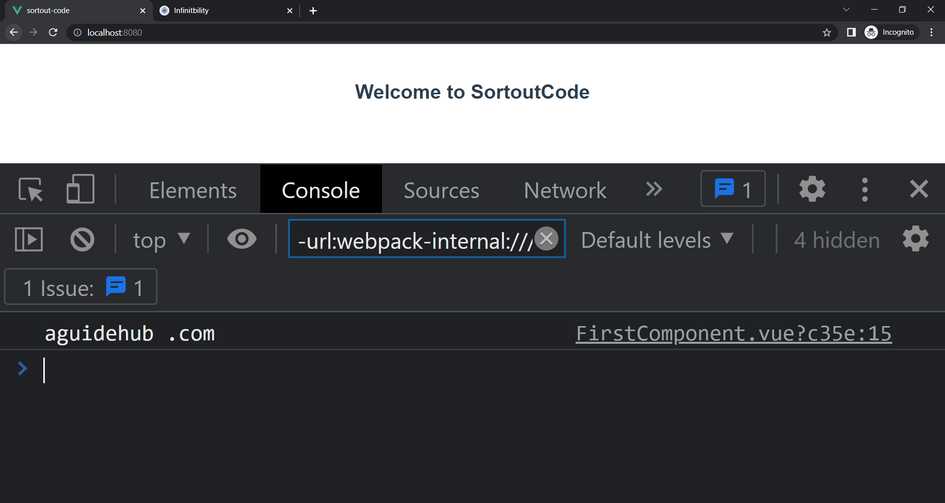 sortout-code Infinitbility
localhost:8080 Incognito
Welcome to SortoutCode
Elements Console Sources Network 1
top -url:webpack-internal:/// Default levels 4 hidden
1 Issue: 1
aguidehub .com FirstComponent.vue?c35e:15